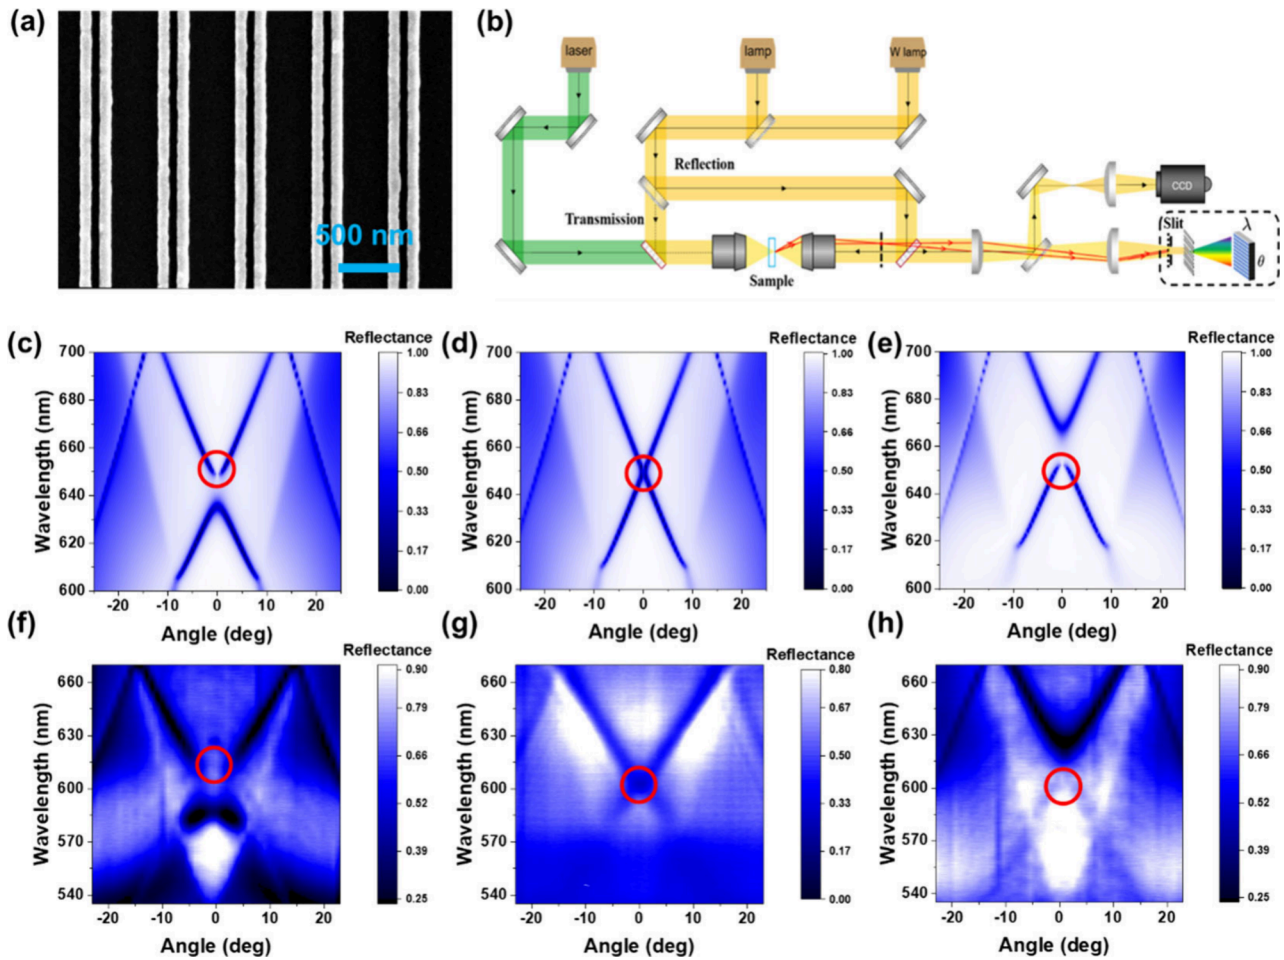 (a)
500 nm
(b)
laser
lamp
W lamp
Reflection
Transmission
Sample
CCD
Slit
λ
θ
(c)
Reflectance
Wavelength (nm)
700
680
660
640
620
600
-20
-10
0
10
20
Angle (deg)
1.00
0.83
0.66
0.50
0.33
0.17
0.00
(d)
Reflectance
Wavelength (nm)
700
680
660
640
620
600
-20
-10
0
10
20
Angle (deg)
1.00
0.83
0.66
0.50
0.33
0.17
0.00
(e)
Reflectance
Wavelength (nm)
700
680
660
640
620
600
-20
-10
0
10
20
Angle (deg)
1.00
0.83
0.66
0.50
0.33
0.17
0.00
(f)
Reflectance
Wavelength (nm)
660
630
600
570
540
-20
-10
0
10
20
Angle (deg)
0.90
0.79
0.66
0.52
0.39
0.25
(g)
Reflectance
Wavelength (nm)
660
630
600
570
540
-20
-10
0
10
20
Angle (deg)
0.80
0.67
0.50
0.33
0.17
0.00
(h)
Reflectance
Wavelength (nm)
660
630
600
570
540
-20
-10
0
10
20
Angle (deg)
0.90
0.79
0.66
0.52
0.39
0.25